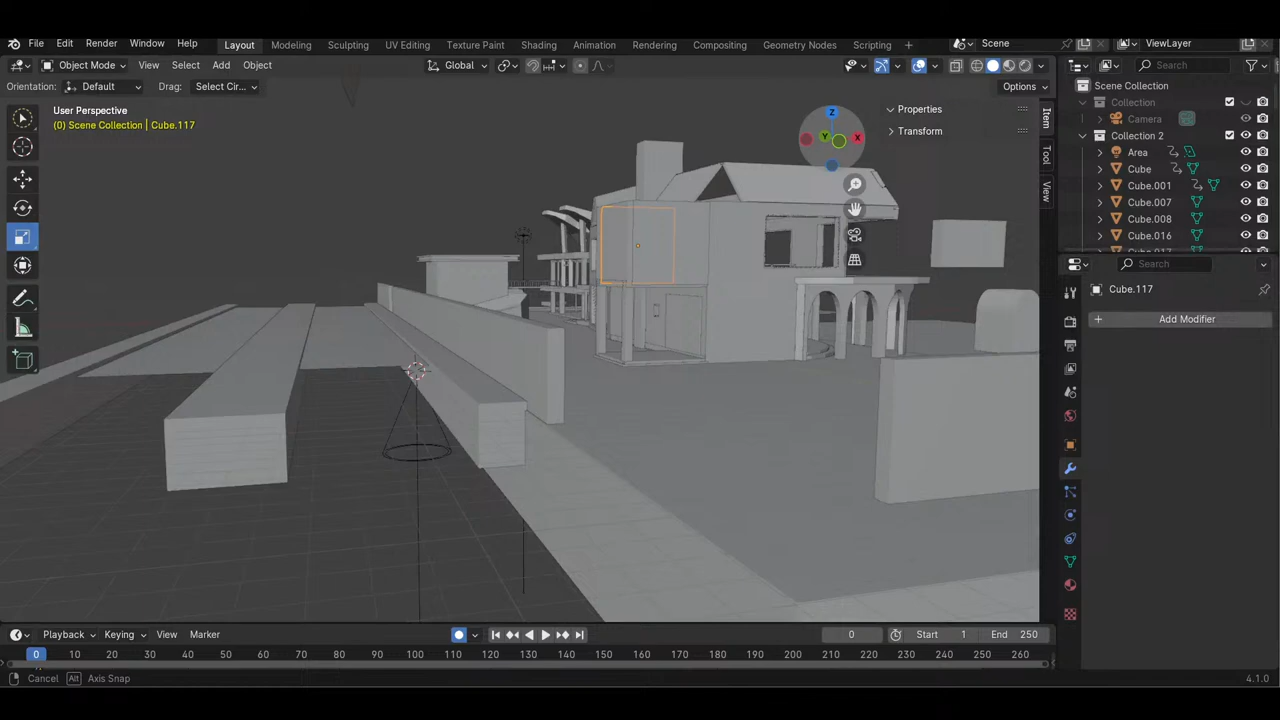 File Edit Render Window Help Layout Modeling Sculpting UV Editing Texture Paint Shading Animation Rendering Compositing Geometry Nodes Scripting + Scene ViewLayer
Object Mode View Select Add Object Global Search
Orientation: Default Drag: Select Cir... Options Scene Collection
User Perspective
(0) Scene Collection | Cube.117
Properties
Transform
Item
Tool
View
Z
Y
X
Collection
Camera
Collection 2
Area
Cube
Cube.001
Cube.007
Cube.008
Cube.016
Search
Cube.117
+ Add Modifier
Playback Keying View Marker 0 Start 1 End 250
0 10 20 30 40 50 60 70 80 90 100 110 120 130 140 150 160 170 180 190 200 210 220 230 240 250 260
Cancel Alt Axis Snap 4.1.0